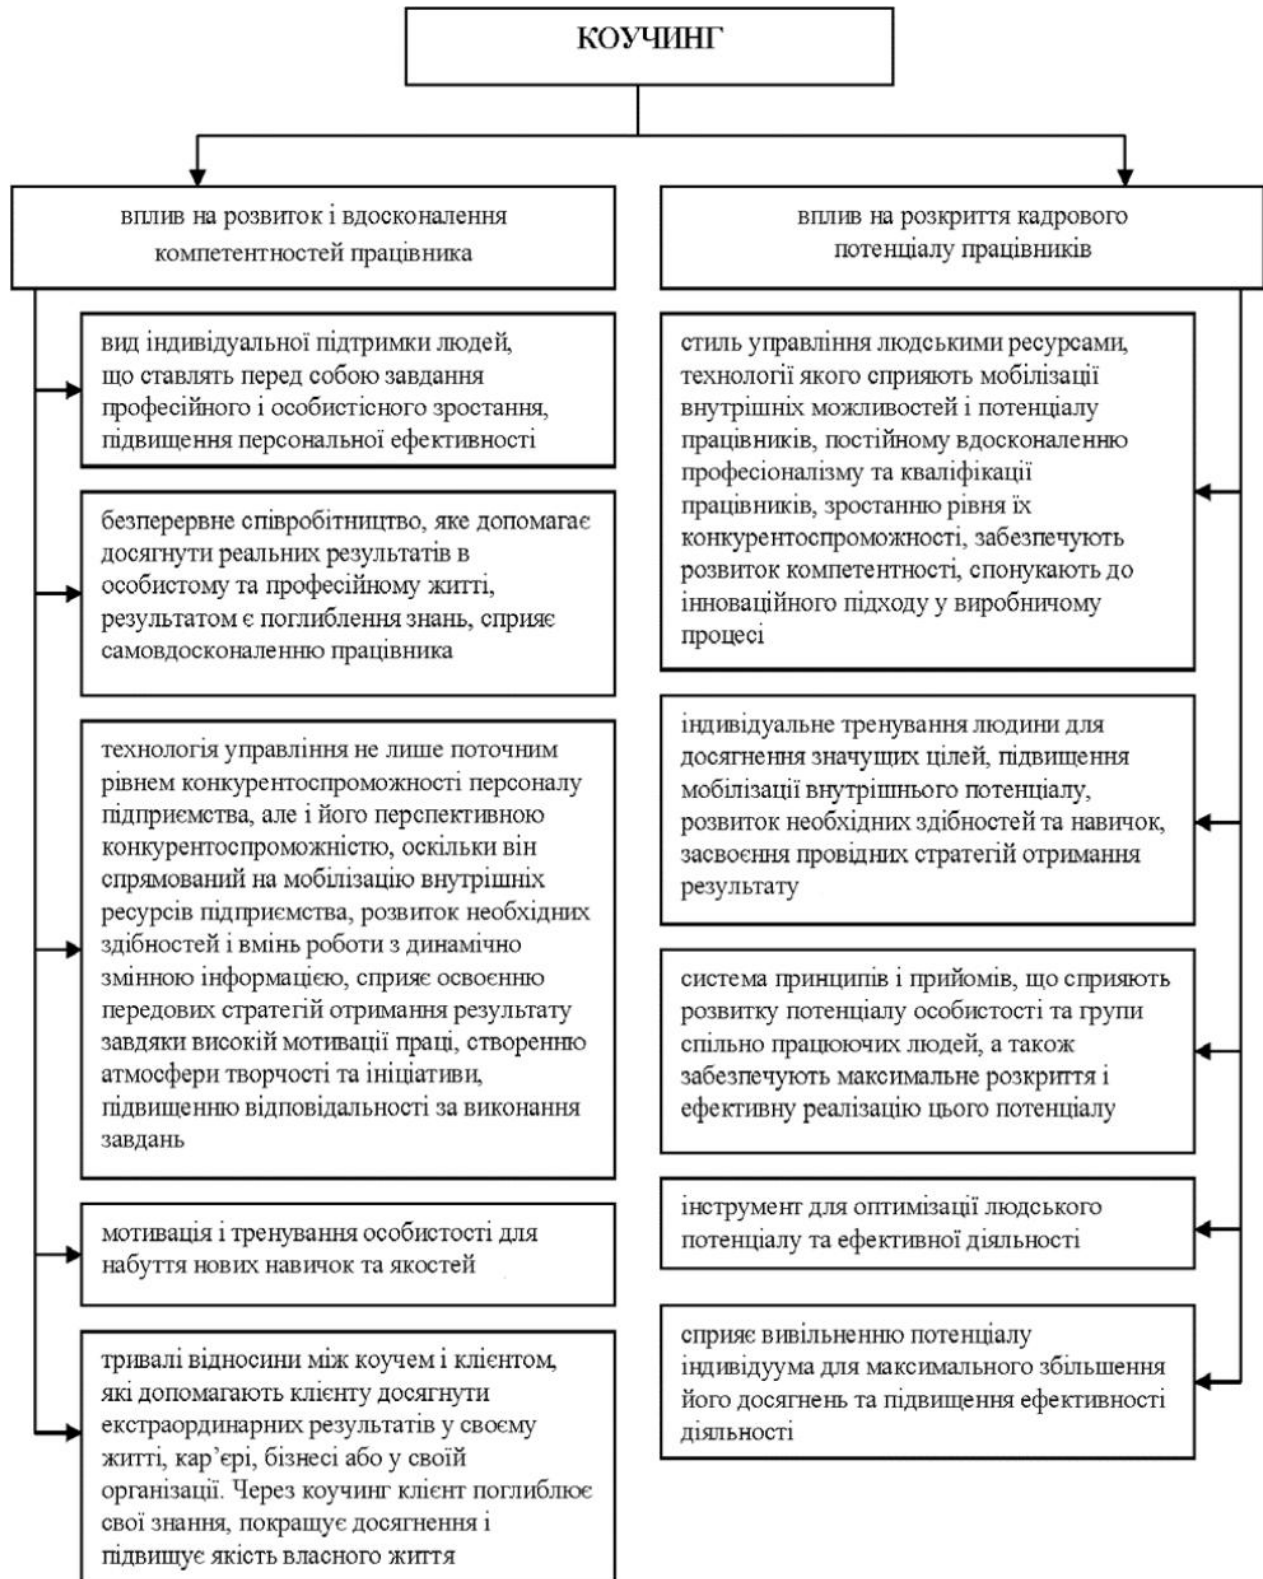 КОУЧИНГ
вплив на розвиток і вдосконалення
компетентностей працівника
вид індивідуальної підтримки людей,
що ставлять перед собою завдання
професійного і особистісного зростання,
підвищення персональної ефективності
безперервне співробітництво, яке допомагає
досягнути реальних результатів в
особистому та професійному житті,
результатом є поглиблення знань, сприяє
самовдосконаленню працівника
технологія управління не лише поточним
рівнем конкурентоспроможності персоналу
підприємства, але і його перспективною
конкурентоспроможністю, оскільки він
спрямований на мобілізацію внутрішніх
ресурсів підприємства, розвиток необхідних
здібностей і вмінь роботи з динамічно
змінною інформацією, сприяє освоєнню
передових стратегій отримання результату
завдяки високій мотивації праці, створенню
атмосфери творчості та ініціативи,
підвищенню відповідальності за виконання
завдань
мотивація і тренування особистості для
набуття нових навичок та якостей
тривалі відносини між коучем і клієнтом,
які допомагають клієнту досягнути
екстраординарних результатів у своєму
житті, кар’єрі, бізнесі або у своїй
організації. Через коучинг клієнт поглиблює
свої знання, покращує досягнення і
підвищує якість власного життя
вплив на розкриття кадрового
потенціалу працівників
стиль управління людськими ресурсами,
технології якого сприяють мобілізації
внутрішніх можливостей і потенціалу
працівників, постійному вдосконаленню
професіоналізму та кваліфікації
працівників, зростанню рівня їх
конкурентоспроможності, забезпечують
розвиток компетентності, спонукають до
інноваційного підходу у виробничому
процесі
індивідуальне тренування людини для
досягнення значущих цілей, підвищення
мобілізації внутрішнього потенціалу,
розвиток необхідних здібностей та навичок,
засвоєння провідних стратегій отримання
результату
система принципів і прийомів, що сприяють
розвитку потенціалу особистості та групи
спільно працюючих людей, а також
забезпечують максимальне розкриття і
ефективну реалізацію цього потенціалу
інструмент для оптимізації людського
потенціалу та ефективної діяльності
сприяє вивільненню потенціалу
індивідуума для максимального збільшення
його досягнень та підвищення ефективності
діяльності